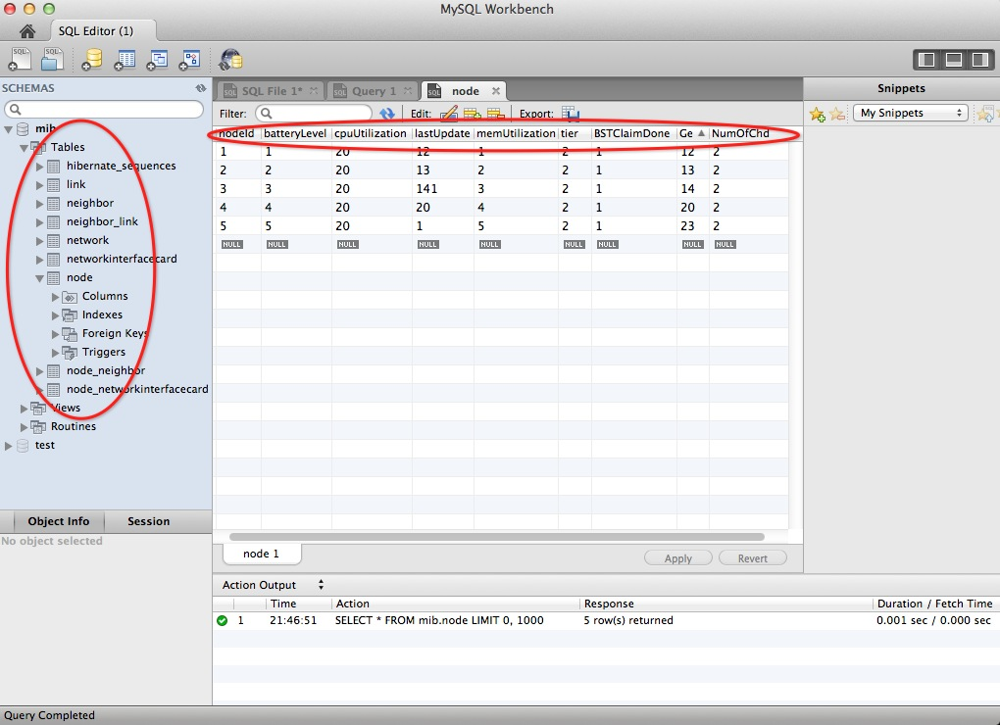 MySQL Workbench
SQL Editor (1)
SCHEMAS
mib
Tables
hibernate_sequences
link
neighbor
neighbor_link
network
networkinterfacecard
node
Columns
Indexes
Foreign Keys
Triggers
node_neighbor
node_networkinterfacecard
Views
Routines
test
Object Info Session
No object selected
SQL File 1* Query 1 node
Filter: Edit: Export:
nodeId batteryLevel cpuUtilization lastUpdate memUtilization tier BSTClaimDone Ge NumOfChd
1 1 20 12 1 2 1 12 2
2 2 20 13 2 2 1 13 2
3 3 20 141 3 2 1 14 2
4 4 20 20 4 2 1 20 2
5 5 20 1 5 2 1 23 2
NULL NULL NULL NULL NULL NULL NULL NULL NULL
node 1 Apply Revert
Snippets
My Snippets
Action Output
Time Action Response Duration / Fetch Time
1 21:46:51 SELECT * FROM mib.node LIMIT 0, 1000 5 row(s) returned 0.001 sec / 0.000 sec
Query Completed